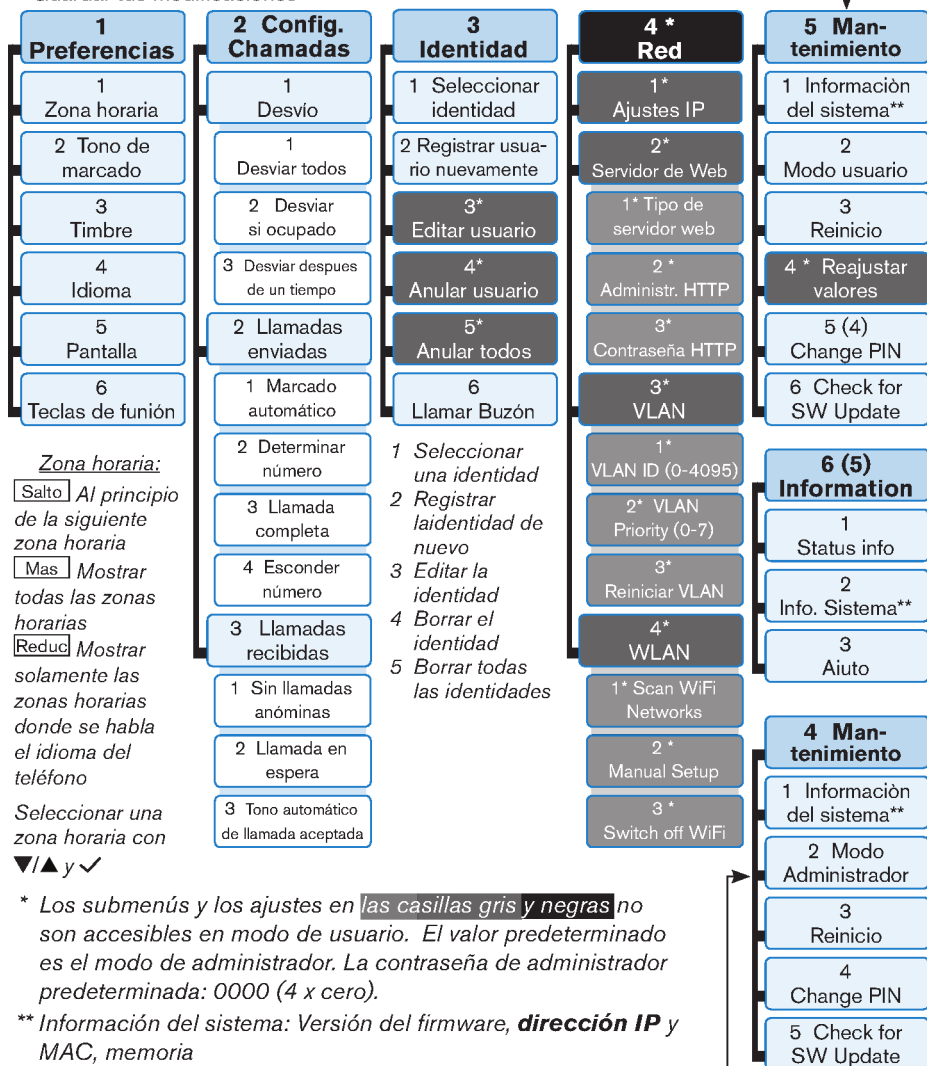 Guardar tus modificaciones
1
Preferencias
1
Zona horaria
2 Tono de
marcado
3
Timbre
4
Idioma
5
Pantalla
6
Teclas de funión
Zona horaria:
Salto Al principio
de la siguiente
zona horaria
Mas Mostrar
todas las zonas
horarias
Reduc Mostrar
solamente las
zonas horarias
donde se habla
el idioma del
teléfono
Seleccionar una
zona horaria con
▼/▲ y ✓
2 Config.
Chamadas
1
Desvío
1
Desviar todos
2 Desviar
si ocupado
3 Desviar despues
de un tiempo
2 Llamadas
enviadas
1 Marcado
automático
2 Determinar
número
3 Llamada
completa
4 Esconder
número
3 Llamadas
recibidas
1 Sin llamadas
anóminas
2 Llamada en
espera
3 Tono automático
de llamada aceptada
3
Identidad
1 Seleccionar
identidad
2 Registrar usua-
rio nuevamente
3*
Editar usuario
4*
Anular usuario
5*
Anular todos
6
Llamar Buzón
1 Seleccionar
una identidad
2 Registrar
laidentidad de
nuevo
3 Editar la
identidad
4 Borrar el
identidad
5 Borrar todas
las identidades
4 *
Red
1*
Ajustes IP
2*
Servidor de Web
1* Tipo de
servidor web
2 *
Administr. HTTP
3*
Contraseña HTTP
3*
VLAN
1*
VLAN ID (0-4095)
2* VLAN
Priority (0-7)
3*
Reiniciar VLAN
4*
WLAN
1* Scan WiFi
Networks
2 *
Manual Setup
3 *
Switch off WiFi
5 Man-
tenimiento
1 Informaciòn
del sistema**
2
Modo usuario
3
Reinicio
4 * Reajustar
valores
5 (4)
Change PIN
6 Check for
SW Update
6 (5)
Information
1
Status info
2
Info. Sistema**
3
Aiuto
4 Man-
tenimiento
1 Informaciòn
del sistema**
2 Modo
Administrador
3
Reinicio
4
Change PIN
5 Check for
SW Update
* Los submenús y los ajustes en las casillas gris y negras no
son accesibles en modo de usuario. El valor predeterminado
es el modo de administrador. La contraseña de administrador
predeterminada: 0000 (4 x cero).
** Información del sistema: Versión del firmware, dirección IP y
MAC, memoria